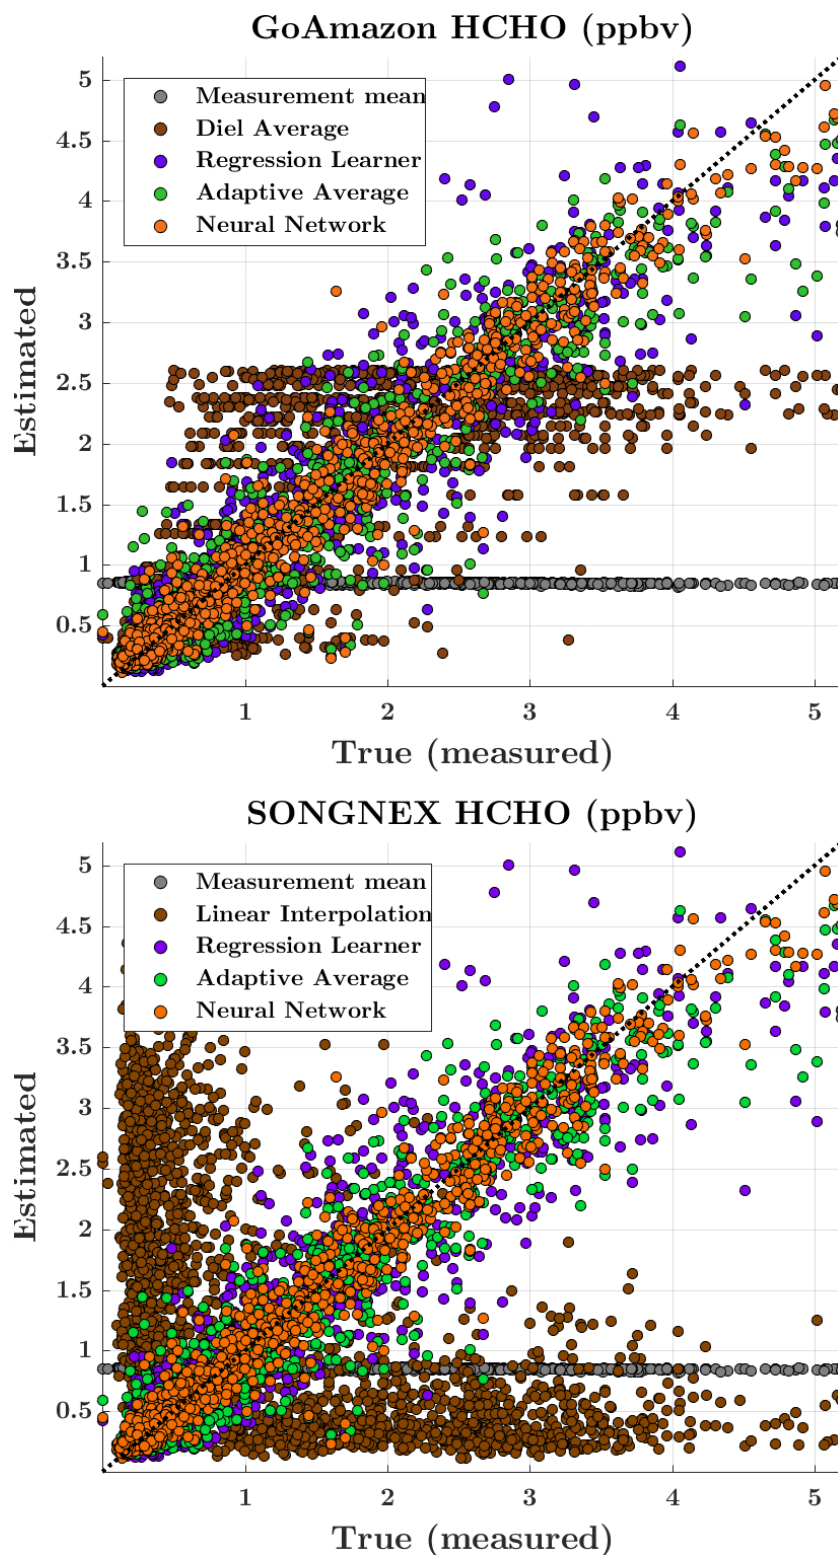 GoAmazon HCHO (ppbv)
5
4.5
4
3.5
3
2.5
2
1.5
1
0.5
Estimated
Measurement mean
Diel Average
Regression Learner
Adaptive Average
Neural Network
1
2
3
4
5
True (measured)
SONGNEX HCHO (ppbv)
5
4.5
4
3.5
3
2.5
2
1.5
1
0.5
Estimated
Measurement mean
Linear Interpolation
Regression Learner
Adaptive Average
Neural Network
1
2
3
4
5
True (measured)